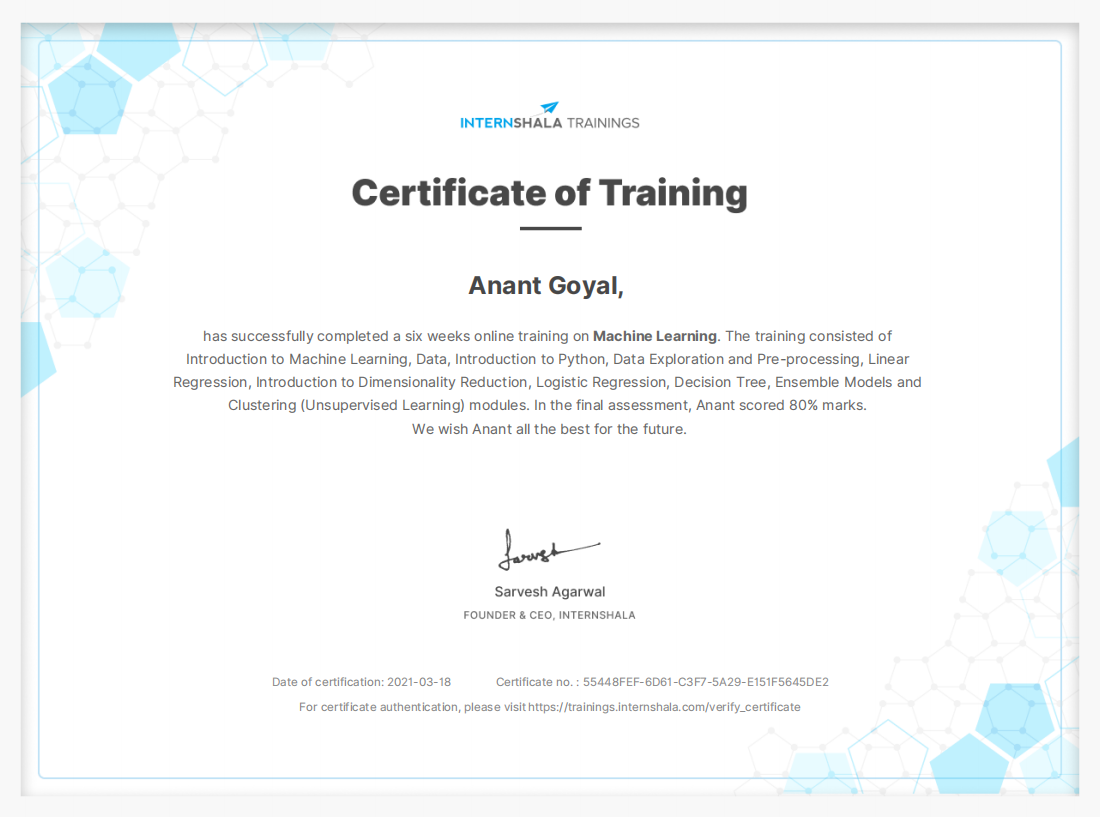 INTERNSHALA TRAININGS
Certificate of Training
Anant Goyal,
has successfully completed a six weeks online training on Machine Learning. The training consisted of
Introduction to Machine Learning, Data, Introduction to Python, Data Exploration and Pre-processing, Linear
Regression, Introduction to Dimensionality Reduction, Logistic Regression, Decision Tree, Ensemble Models and
Clustering (Unsupervised Learning) modules. In the final assessment, Anant scored 80% marks.
We wish Anant all the best for the future.
Sarvesh
Sarvesh Agarwal
FOUNDER & CEO, INTERNSHALA
Date of certification: 2021-03-18 Certificate no. : 55448FEF-6D61-C3F7-5A29-E151F5645DE2
For certificate authentication, please visit https://trainings.internshala.com/verify_certificate